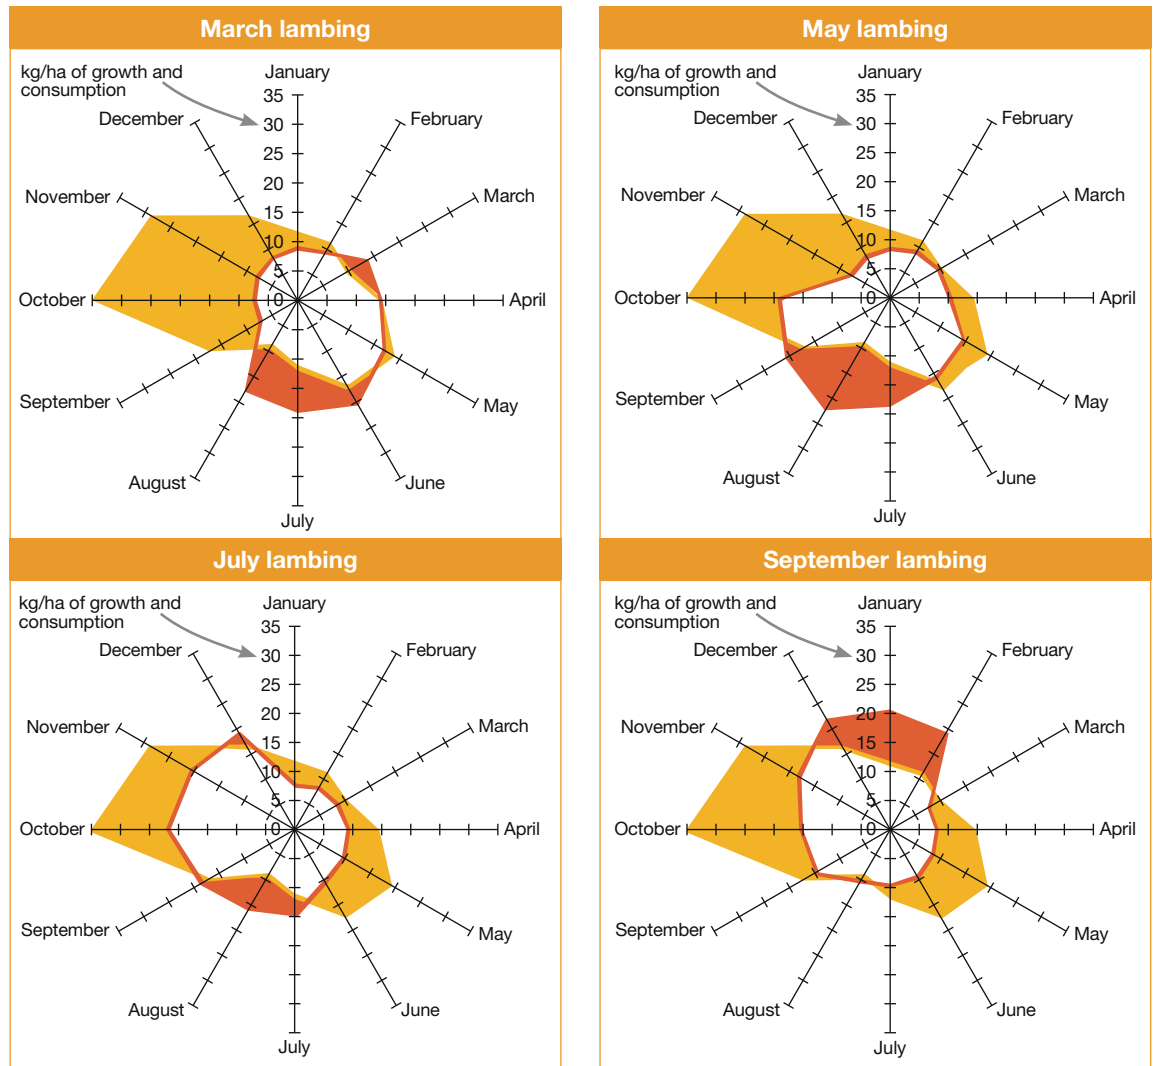 March lambing
kg/ha of growth and
consumption
January
35
30
25
20
15
10
5
0
February
March
April
May
June
July
August
September
October
November
December
May lambing
kg/ha of growth and
consumption
January
35
30
25
20
15
10
5
0
February
March
April
May
June
July
August
September
October
November
December
July lambing
kg/ha of growth and
consumption
January
35
30
25
20
15
10
5
0
February
March
April
May
June
July
August
September
October
November
December
September lambing
kg/ha of growth and
consumption
January
35
30
25
20
15
10
5
0
February
March
April
May
June
July
August
September
October
November
December